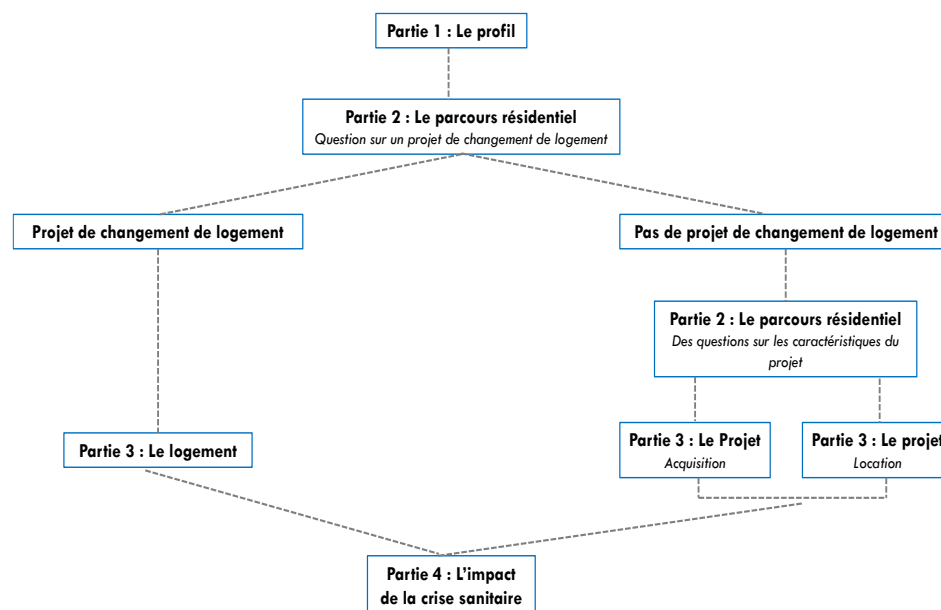 Partie 1 : Le profil
Partie 2 : Le parcours résidentiel
Question sur un projet de changement de logement
Projet de changement de logement
Pas de projet de changement de logement
Partie 2 : Le parcours résidentiel
Des questions sur les caractéristiques du
projet
Partie 3 : Le logement
Partie 3 : Le Projet
Acquisition
Partie 3 : Le projet
Location
Partie 4 : L’impact
de la crise sanitaire